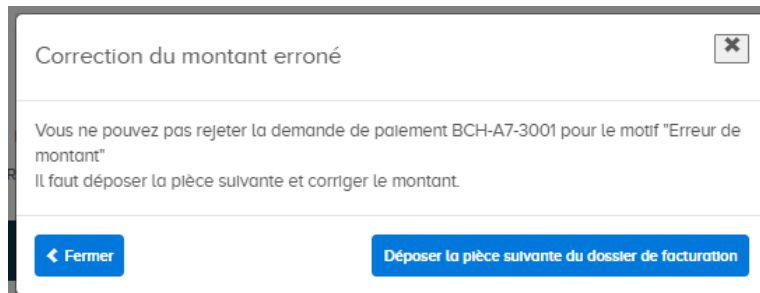 Correction du montant erroné
Vous ne pouvez pas rejeter la demande de paiement BCH-A7-3001 pour le motif "Erreur de
montant"
Il faut déposer la pièce suivante et corriger le montant.
Fermer
Déposer la pièce suivante du dossier de facturation